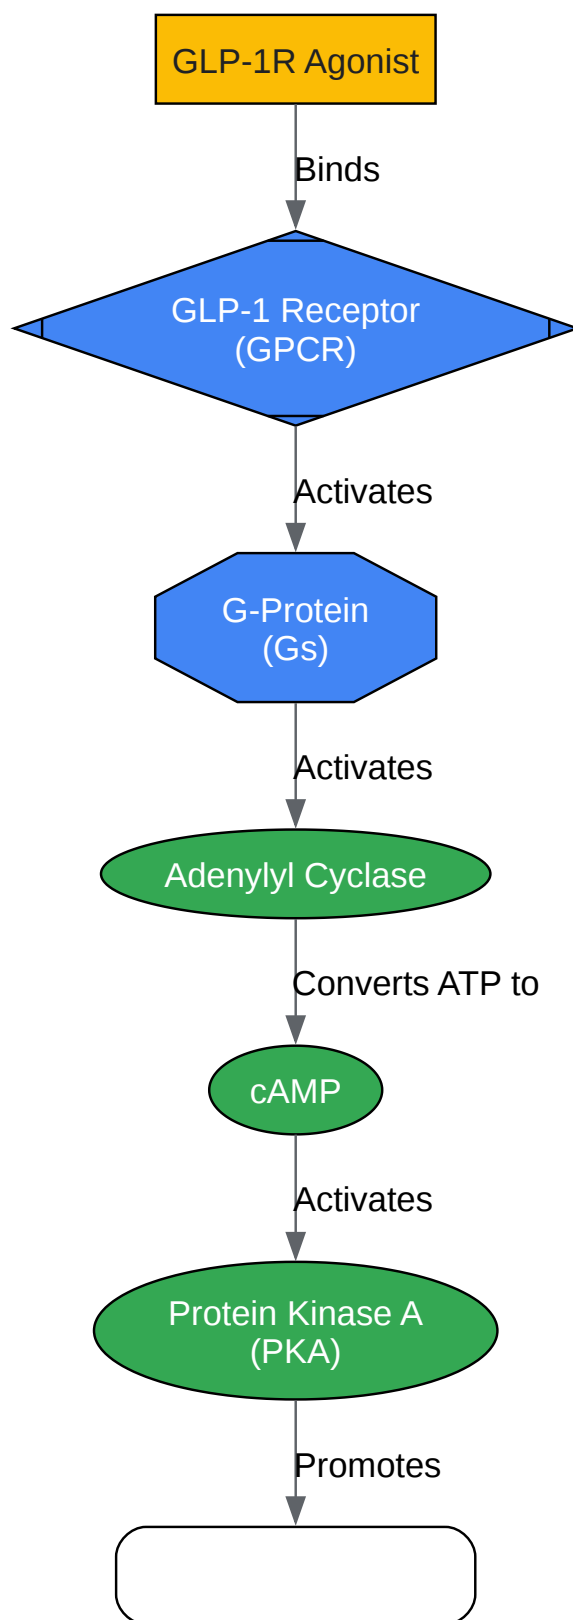 GLP-1R Agonist
Binds
GLP-1 Receptor
(GPCR)
Activates
G-Protein
(Gs)
Activates
Adenylyl Cyclase
Converts ATP to
cAMP
Activates
Protein Kinase A
(PKA)
Promotes